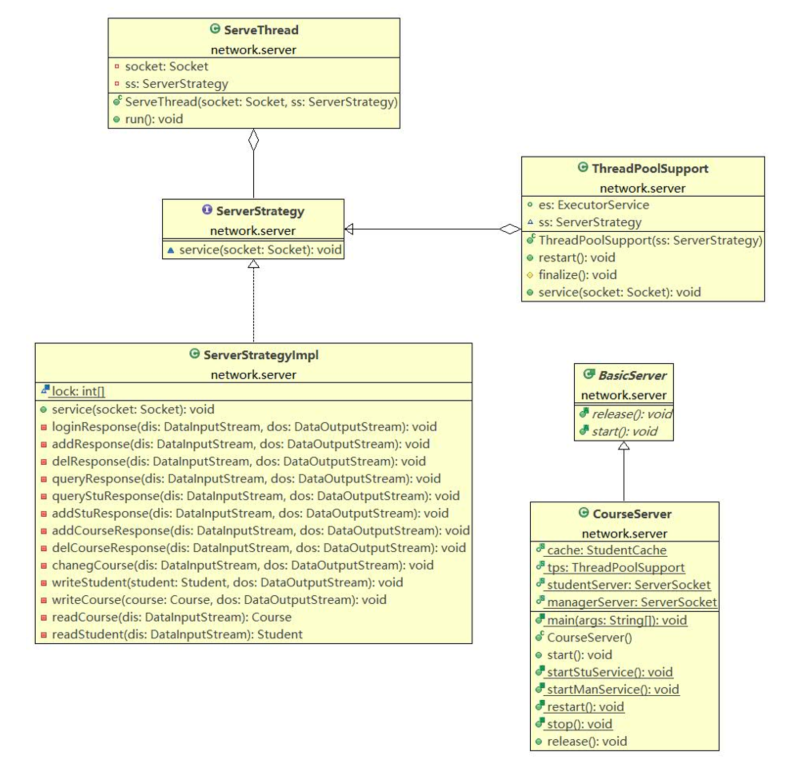 ServeThread
network.server
socket: Socket
ss: ServerStrategy
ServeThread(socket: Socket, ss: ServerStrategy)
run(): void
ServerStrategy
network.server
service(socket: Socket): void
ThreadPoolSupport
network.server
es: ExecutorService
ss: ServerStrategy
ThreadPoolSupport(ss: ServerStrategy)
restart(): void
finalize(): void
service(socket: Socket): void
ServerStrategyImpl
network.server
lock: int[]
service(socket: Socket): void
loginResponse(dis: DataInputStream, dos: DataOutputStream): void
addResponse(dis: DataInputStream, dos: DataOutputStream): void
delResponse(dis: DataInputStream, dos: DataOutputStream): void
queryResponse(dis: DataInputStream, dos: DataOutputStream): void
queryStuResponse(dis: DataInputStream, dos: DataOutputStream): void
addStuResponse(dis: DataInputStream, dos: DataOutputStream): void
addCourseResponse(dis: DataInputStream, dos: DataOutputStream): void
delCourseResponse(dis: DataInputStream, dos: DataOutputStream): void
chanegCourse(dis: DataInputStream, dos: DataOutputStream): void
writeStudent(student: Student, dos: DataOutputStream): void
writeCourse(course: Course, dos: DataOutputStream): void
readCourse(dis: DataInputStream): Course
readStudent(dis: DataInputStream): Student
BasicServer
network.server
release(): void
start(): void
CourseServer
network.server
cache: StudentCache
tps: ThreadPoolSupport
studentServer: ServerSocket
managerServer: ServerSocket
main(args: String[]): void
CourseServer()
start(): void
startStuService(): void
startManService(): void
restart(): void
stop(): void
release(): void